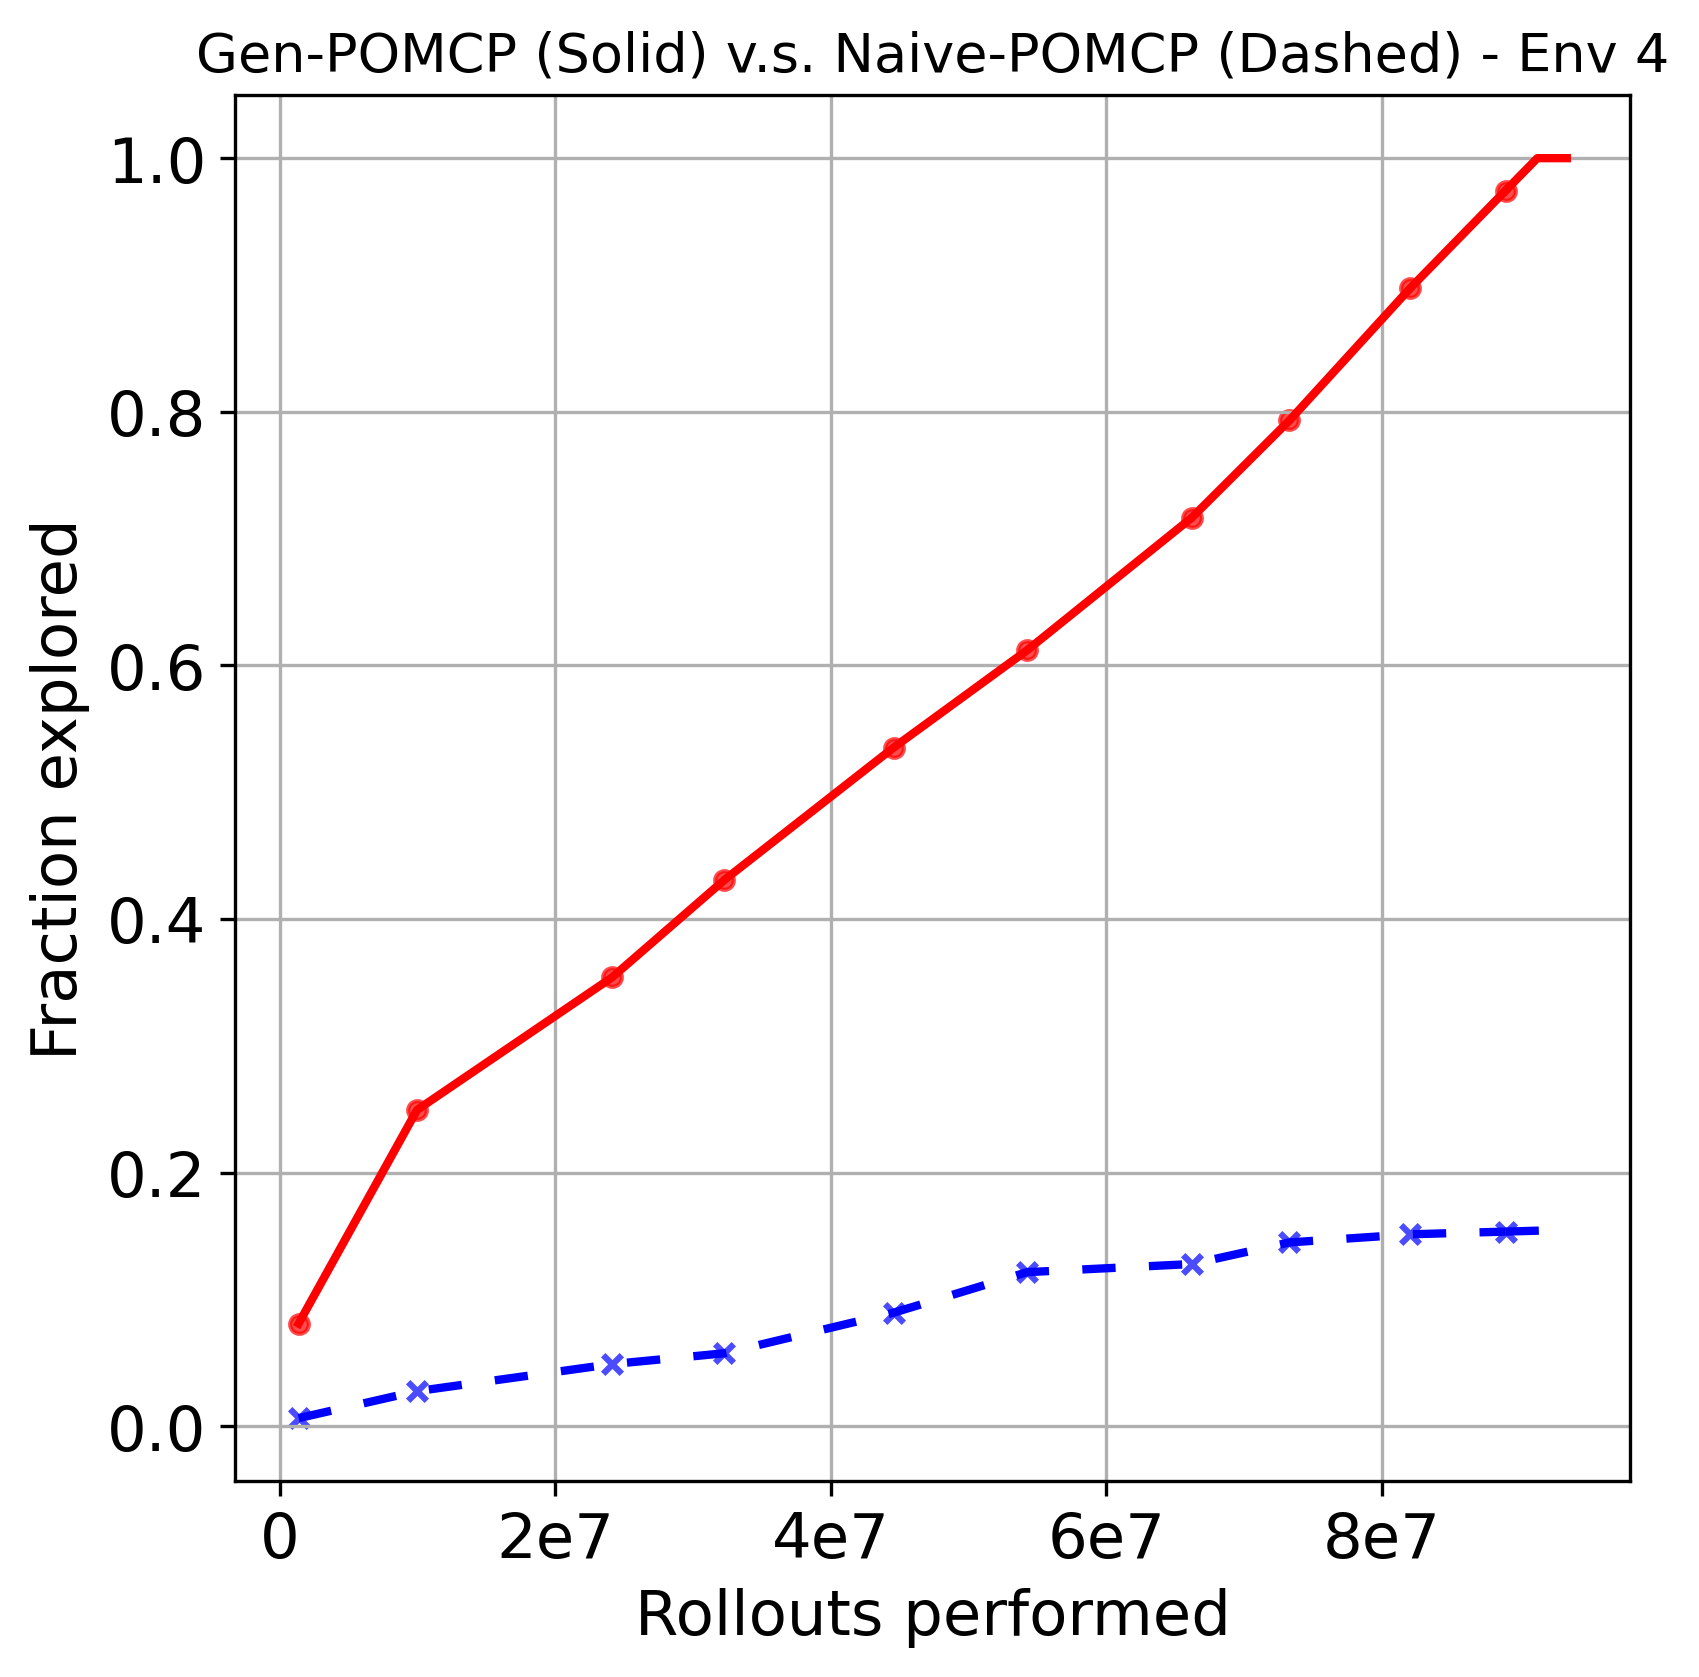 Gen-POMCP (Solid) v.s. Naive-POMCP (Dashed) - Env 4
1.0
0.8
0.6
0.4
0.2
0.0
Fraction explored
0 2e7 4e7 6e7 8e7
Rollouts performed